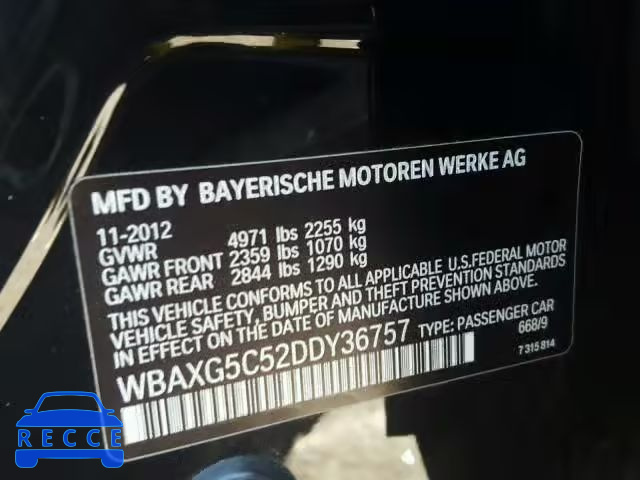 MFD BY BAYERISCHE MOTOREN WERKE AG
11-2012
GVWR 4971 lbs 2255 kg
GAWR FRONT 2359 lbs 1070 kg
GAWR REAR 2844 lbs 1290 kg
THIS VEHICLE CONFORMS TO ALL APPLICABLE U.S.FEDERAL MOTOR
VEHICLE SAFETY, BUMPER AND THEFT PREVENTION STANDARDS
IN EFFECT ON THE DATE OF MANUFACTURE SHOWN ABOVE.
WBAXG5C52DDY36757 TYPE: PASSENGER CAR
668/9
7 315 814
RECCE